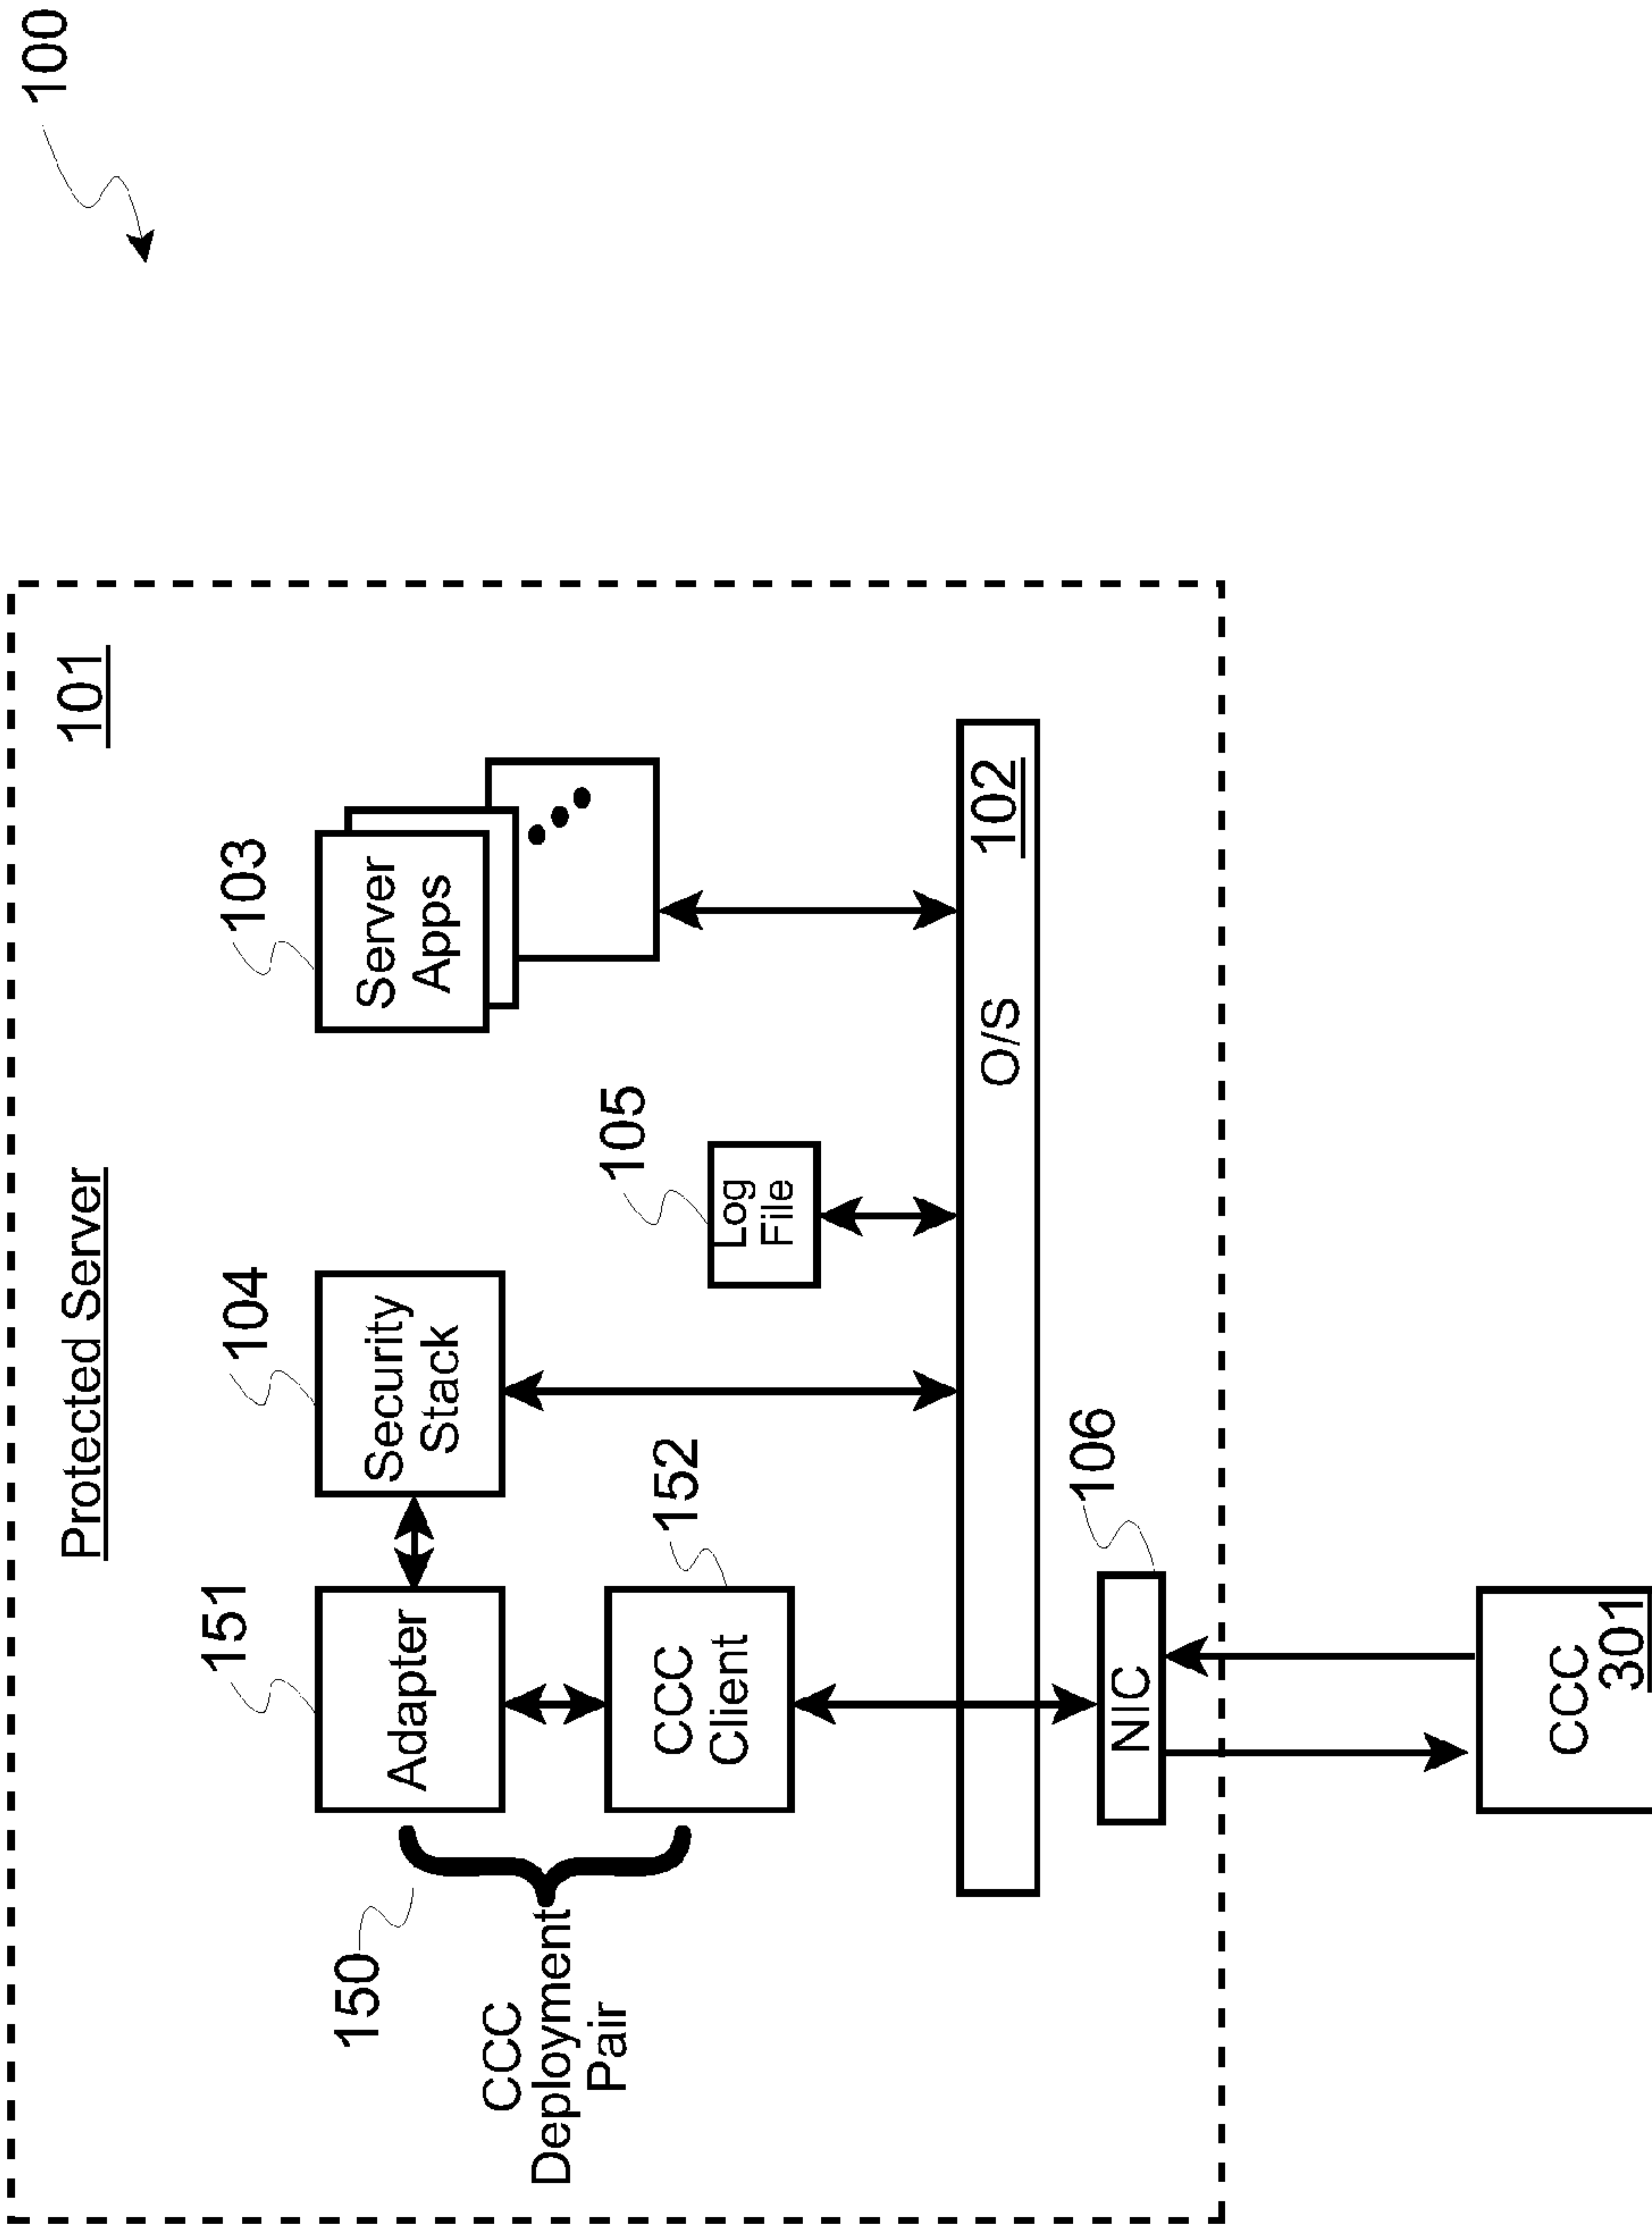 100
Protected Server
101
151
104
103
Adapter
Security
Stack
Server
Apps
150
CCC
Deployment
Pair
CCC
Client
152
105
Log
File
O/S
102
106
NIC
CCC
301